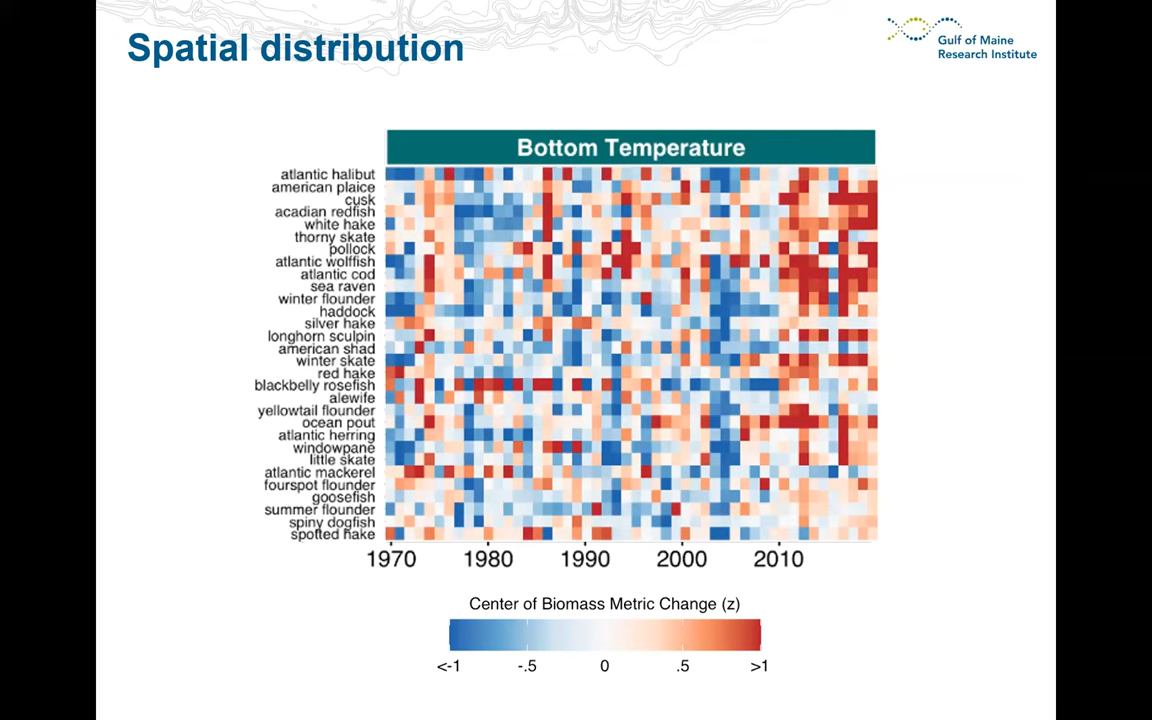 Spatial distribution
Gulf of Maine
Research Institute
Bottom Temperature
atlantic halibut
american plaice
cusk
acadian redfish
white hake
thorny skate
pollock
atlantic wolffish
atlantic cod
sea raven
winter flounder
haddock
silver hake
longhorn sculpin
american shad
winter skate
red hake
blackbelly rosefish
alewife
yellowtail flounder
ocean pout
atlantic herring
windowpane
little skate
atlantic mackerel
fourspot flounder
goosefish
summer flounder
spiny dogfish
spotted hake
1970 1980 1990 2000 2010
Center of Biomass Metric Change (z)
<-1 -.5 0 .5 >1